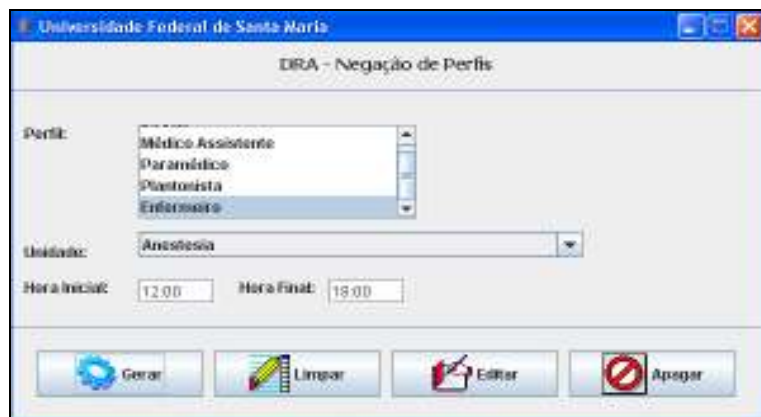 Universidade Federal de Santa Maria
DRA - Negação de Perfis
Perfil:
Médico Assistente
Paramédico
Plantonista
Enfermeiro
Unidade: Anestesia
Hora Inicial: 12:00 Hora Final: 18:00
Gerar Limpar Editar Apagar